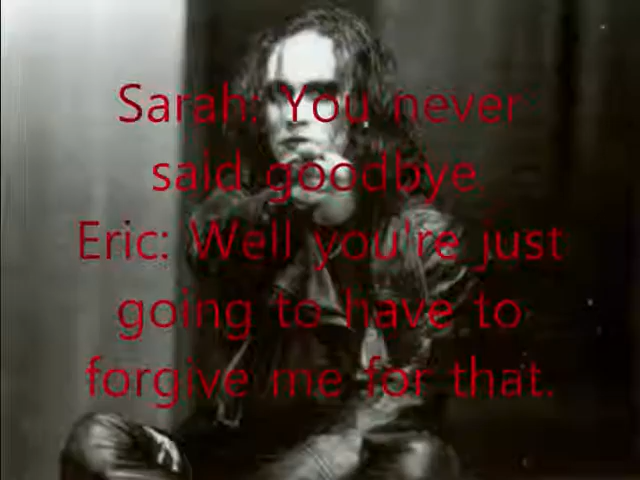 Sarah: You never
said goodbye.
Eric: Well you're just
going to have to
forgive me for that.